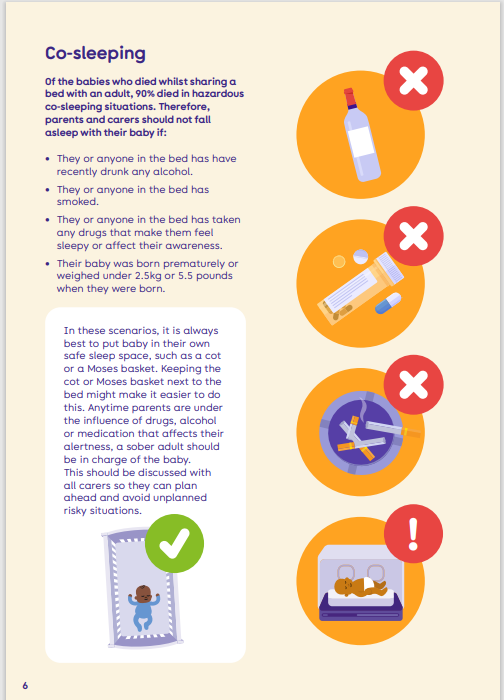 Co-sleeping
Of the babies who died whilst sharing a
bed with an adult, 90% died in hazardous
co-sleeping situations. Therefore,
parents and carers should not fall
asleep with their baby if:
• They or anyone in the bed has have
recently drunk any alcohol.
• They or anyone in the bed has
smoked.
• They or anyone in the bed has taken
any drugs that make them feel
sleepy or affect their awareness.
• Their baby was born prematurely or
weighed under 2.5kg or 5.5 pounds
when they were born.
In these scenarios, it is always
best to put baby in their own
safe sleep space, such as a cot
or a Moses basket. Keeping the
cot or Moses basket next to the
bed might make it easier to do
this. Anytime parents are under
the influence of drugs, alcohol
or medication that affects their
alertness, a sober adult should
be in charge of the baby.
This should be discussed with
all carers so they can plan
ahead and avoid unplanned
risky situations.
!
6